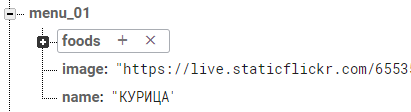 menu_01
foods + ×
image: "https://live.staticflickr.com/6553
name: "КУРИЦА"